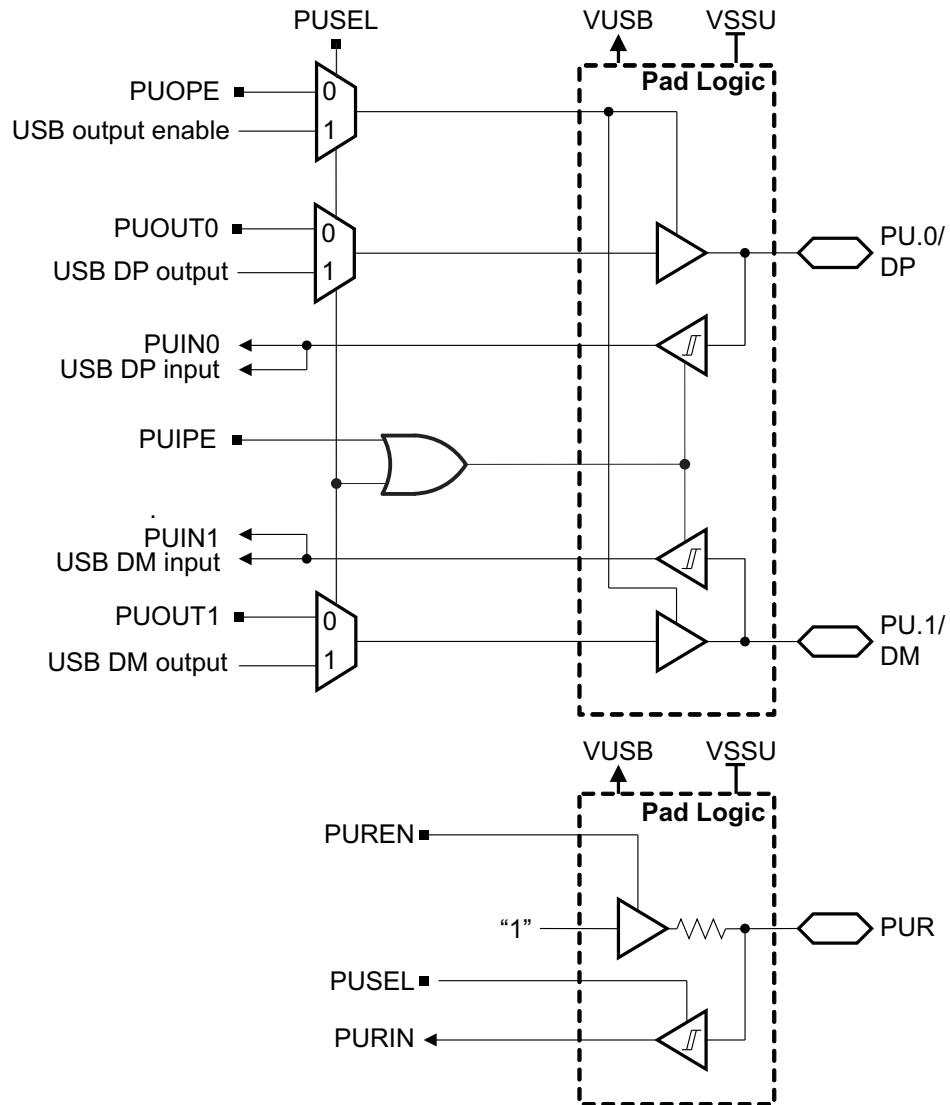 PUSEL
VUSB
VSSU
Pad Logic
PUOPE
0
USB output enable
1
PUOUT0
0
USB DP output
1
PU.0/
DP
PUIN0
USB DP input
PUIPE
PUIN1
USB DM input
PUOUT1
0
USB DM output
1
PU.1/
DM
VUSB
VSSU
Pad Logic
PUREN
“1”
PUR
PUSEL
PURIN